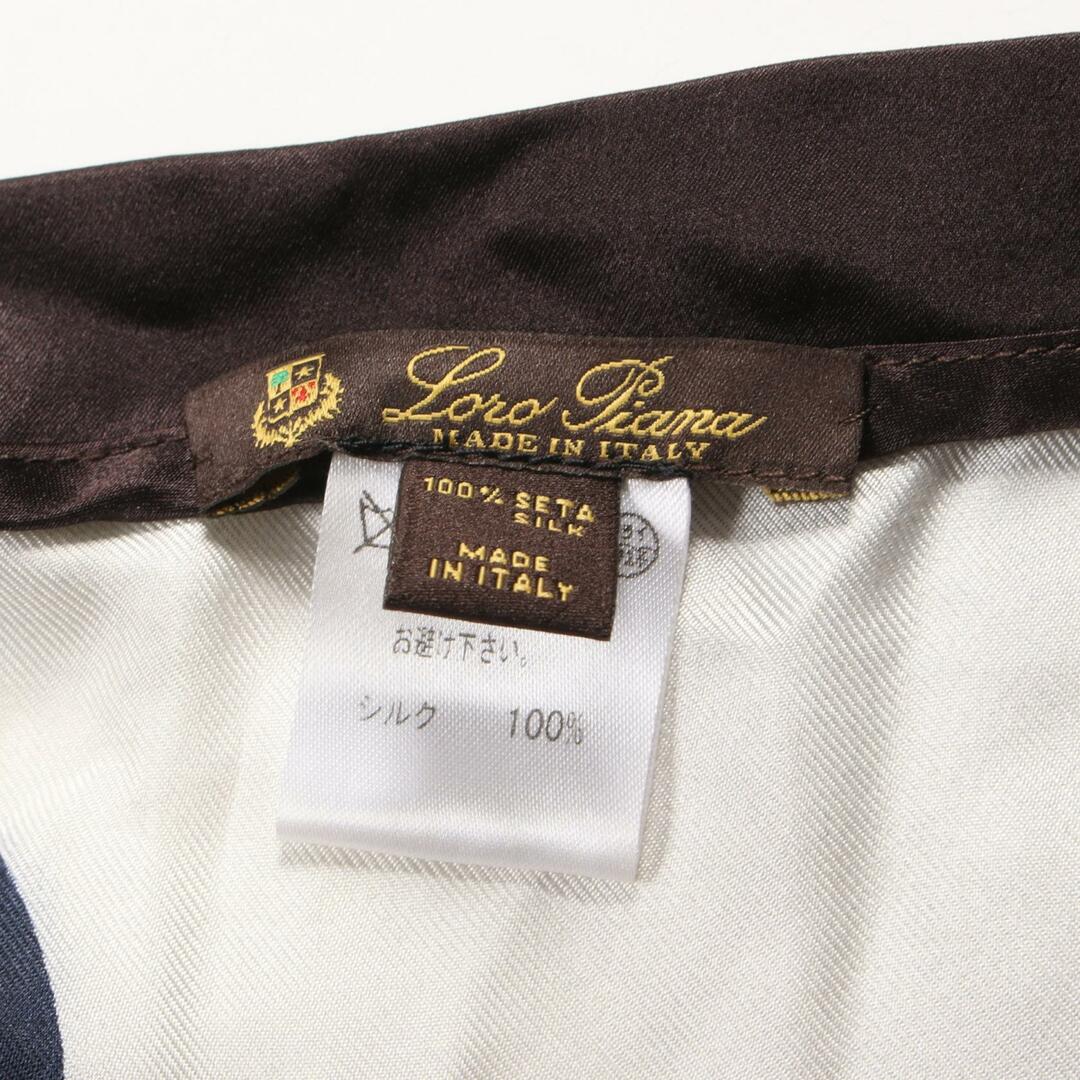 Loro Piana
MADE IN ITALY
100% SETA
SILK
MADE
IN ITALY
お避け下さい。
シルク 100%